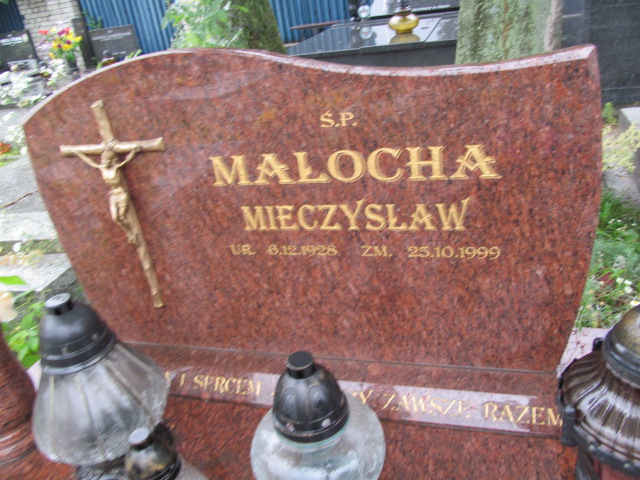 Ś.P.
MAŁOCHA
MIECZYSŁAW
UR. 6.12.1928 ZM. 25.10.1999
I SERCEM ZAWSZE RAZEM